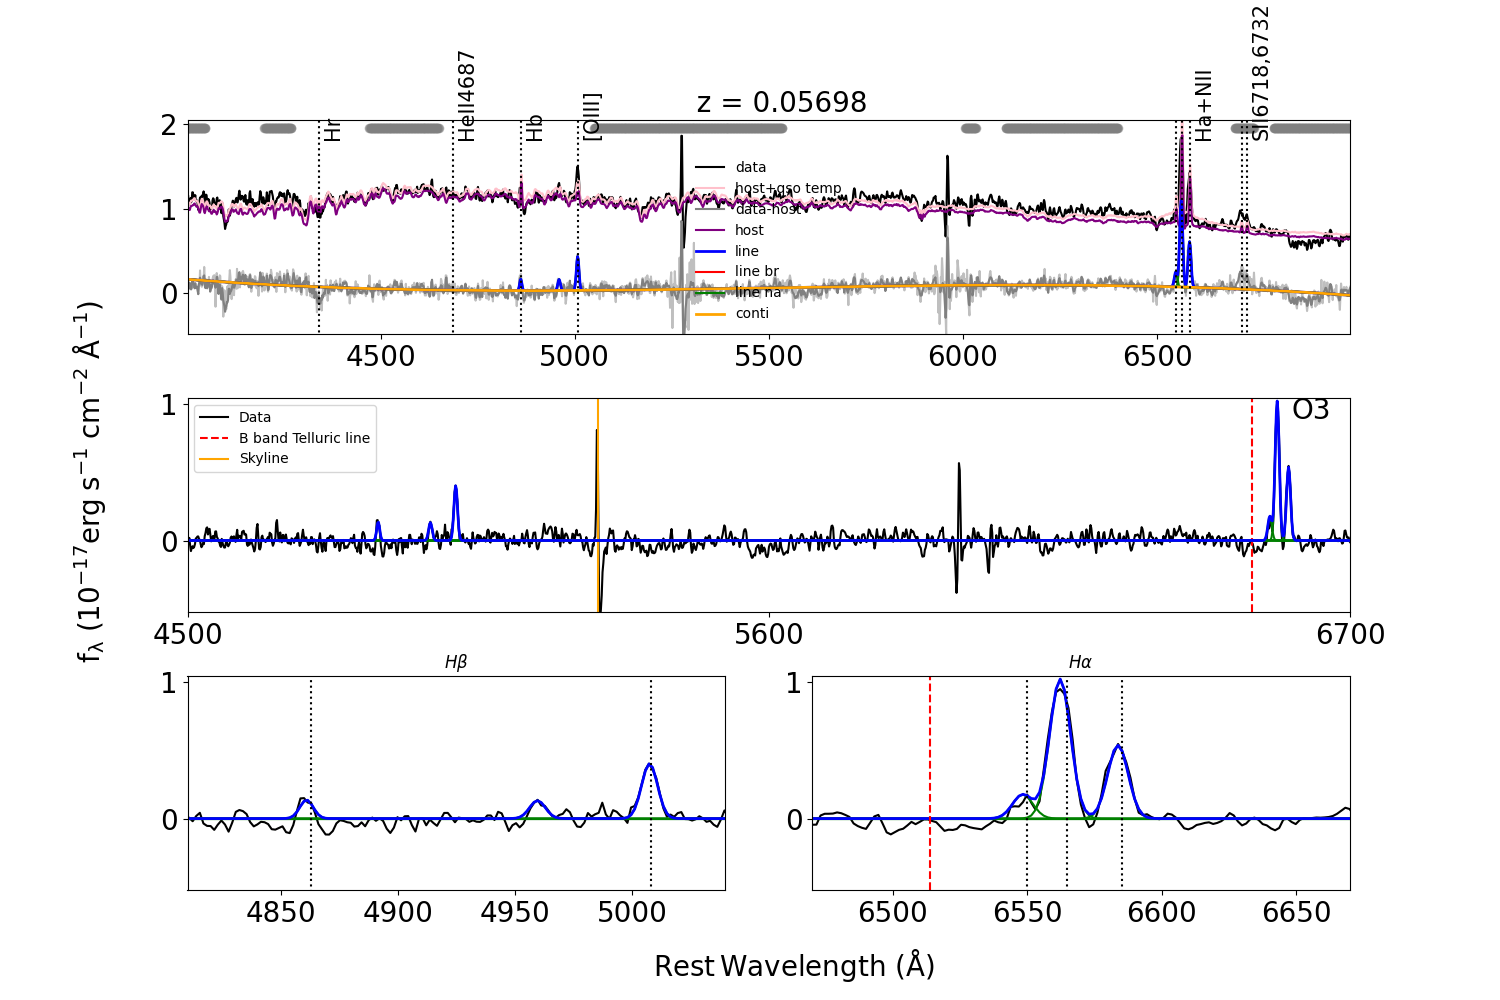 z = 0.05698
Hr
HeII4687
Hb
[OIII]
Ha+NII
SII6718,6732
2
1
0
data
host+qso temp
data-host
host
line
line br
line na
conti
4500 5000 5500 6000 6500
fλ (10⁻¹⁷erg s⁻¹ cm⁻² Å⁻¹)
1
0
Data
B band Telluric line
Skyline
O3
4500 5600 6700
Hβ
1
0
4850 4900 4950 5000
Hα
1
0
6500 6550 6600 6650
Rest Wavelength (Å)